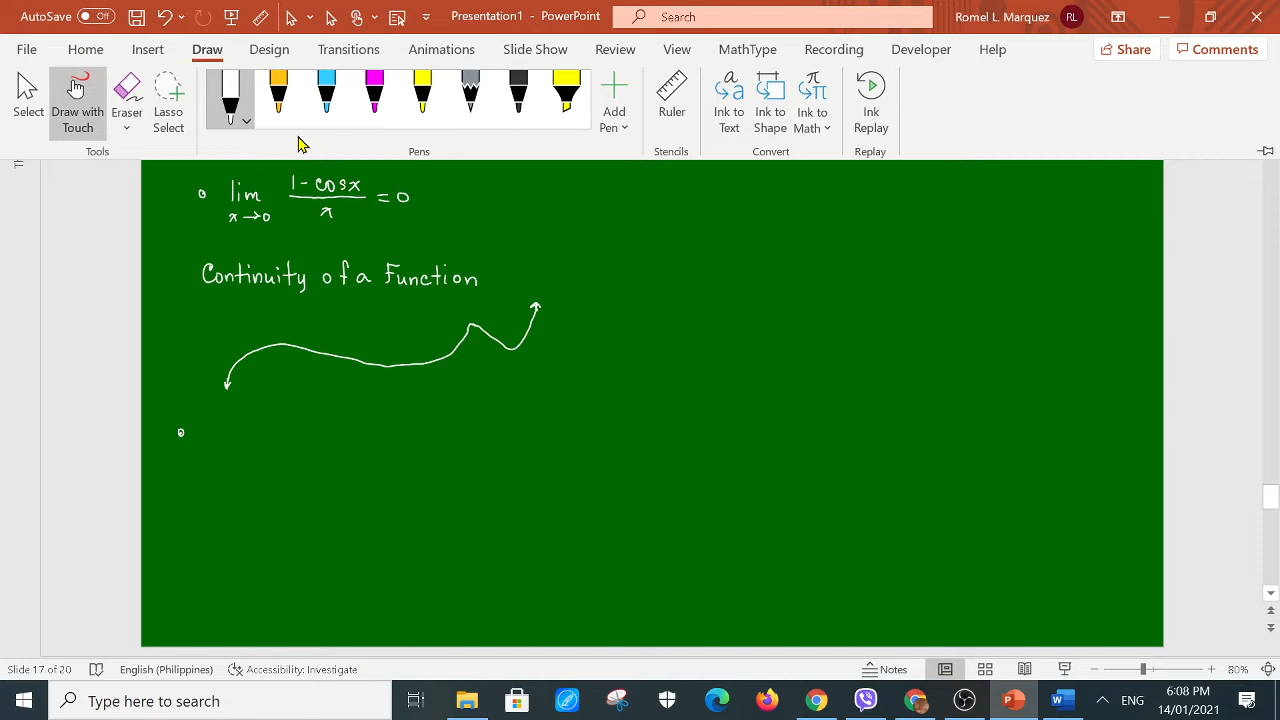 AutoSave Off Presentation1 - PowerPoint Search Romel L. Marquez RL
File Home Insert Draw Design Transitions Animations Slide Show Review View MathType Recording Developer Help Share Comments
Select Draw with Touch Eraser Lasso Select Add Pen Ruler Ink to Text Ink to Shape Ink to Math Ink Replay
Tools Pens Stencils Convert Replay
lim x→0 1-cosx/x = 0
Continuity of a Function
Slide 17 of 20 English (Philippines) Accessibility: Investigate Notes 80%
Type here to search ENG 6:08 PM
14/01/2021